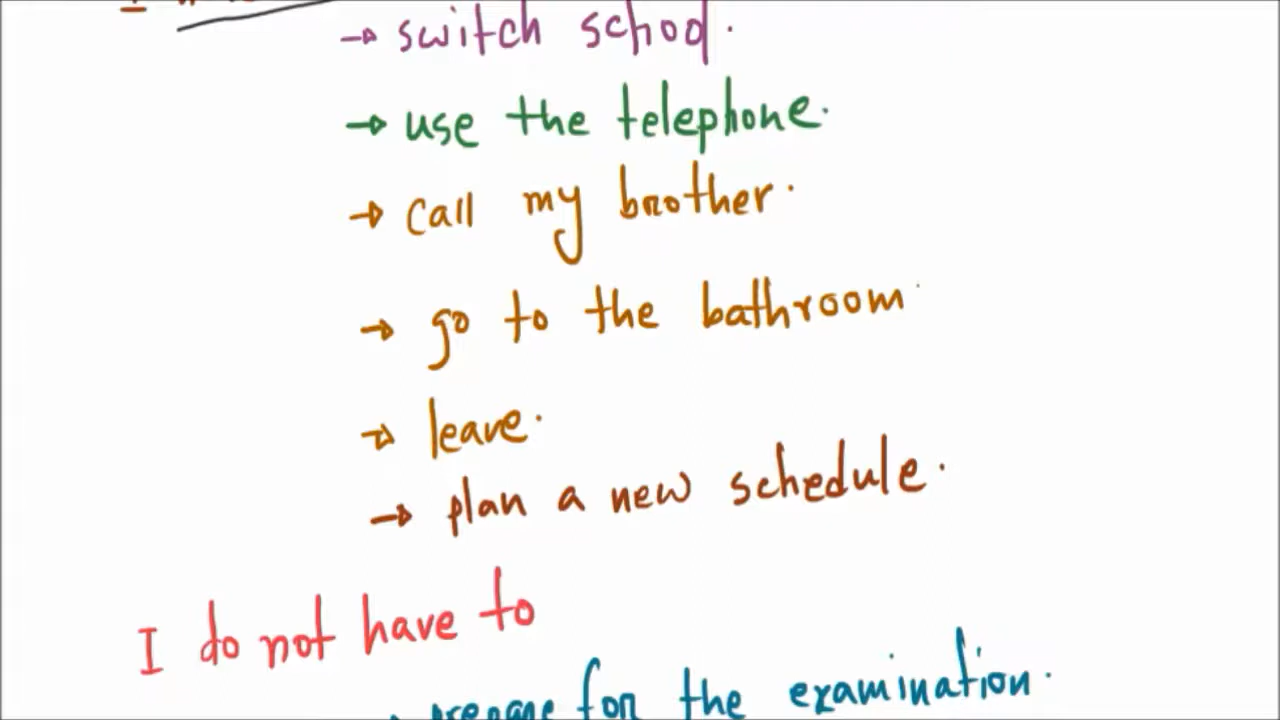 → switch school.
→ use the telephone.
→ call my brother.
→ go to the bathroom.
→ leave.
→ plan a new schedule.
I do not have to
for the examination.